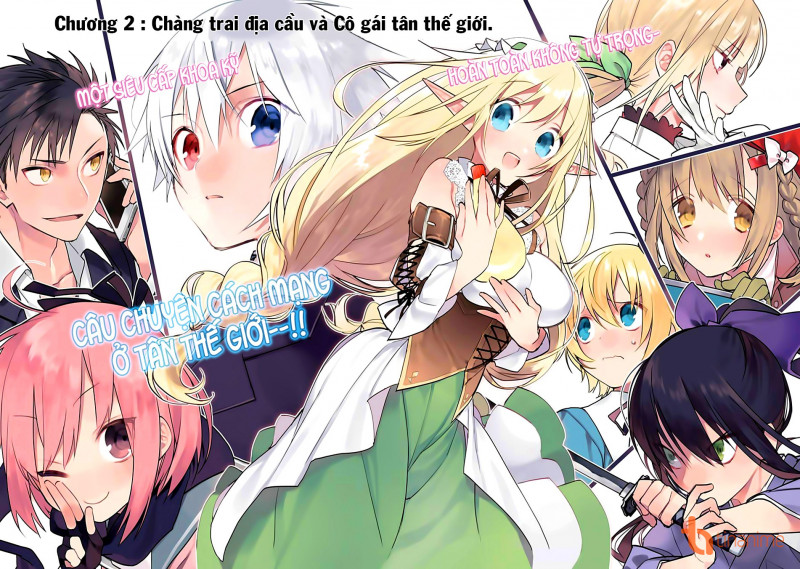 Chương 2 : Chàng trai địa cầu và Cô gái tân thế giới.
MỘT SIÊU CẤP KHOA KỸ
HOÀN TOÀN KHÔNG TỰ TRỌNG-
CÂU CHUYỆN CÁCH MẠNG
Ở TÂN THẾ GIỚI--!!